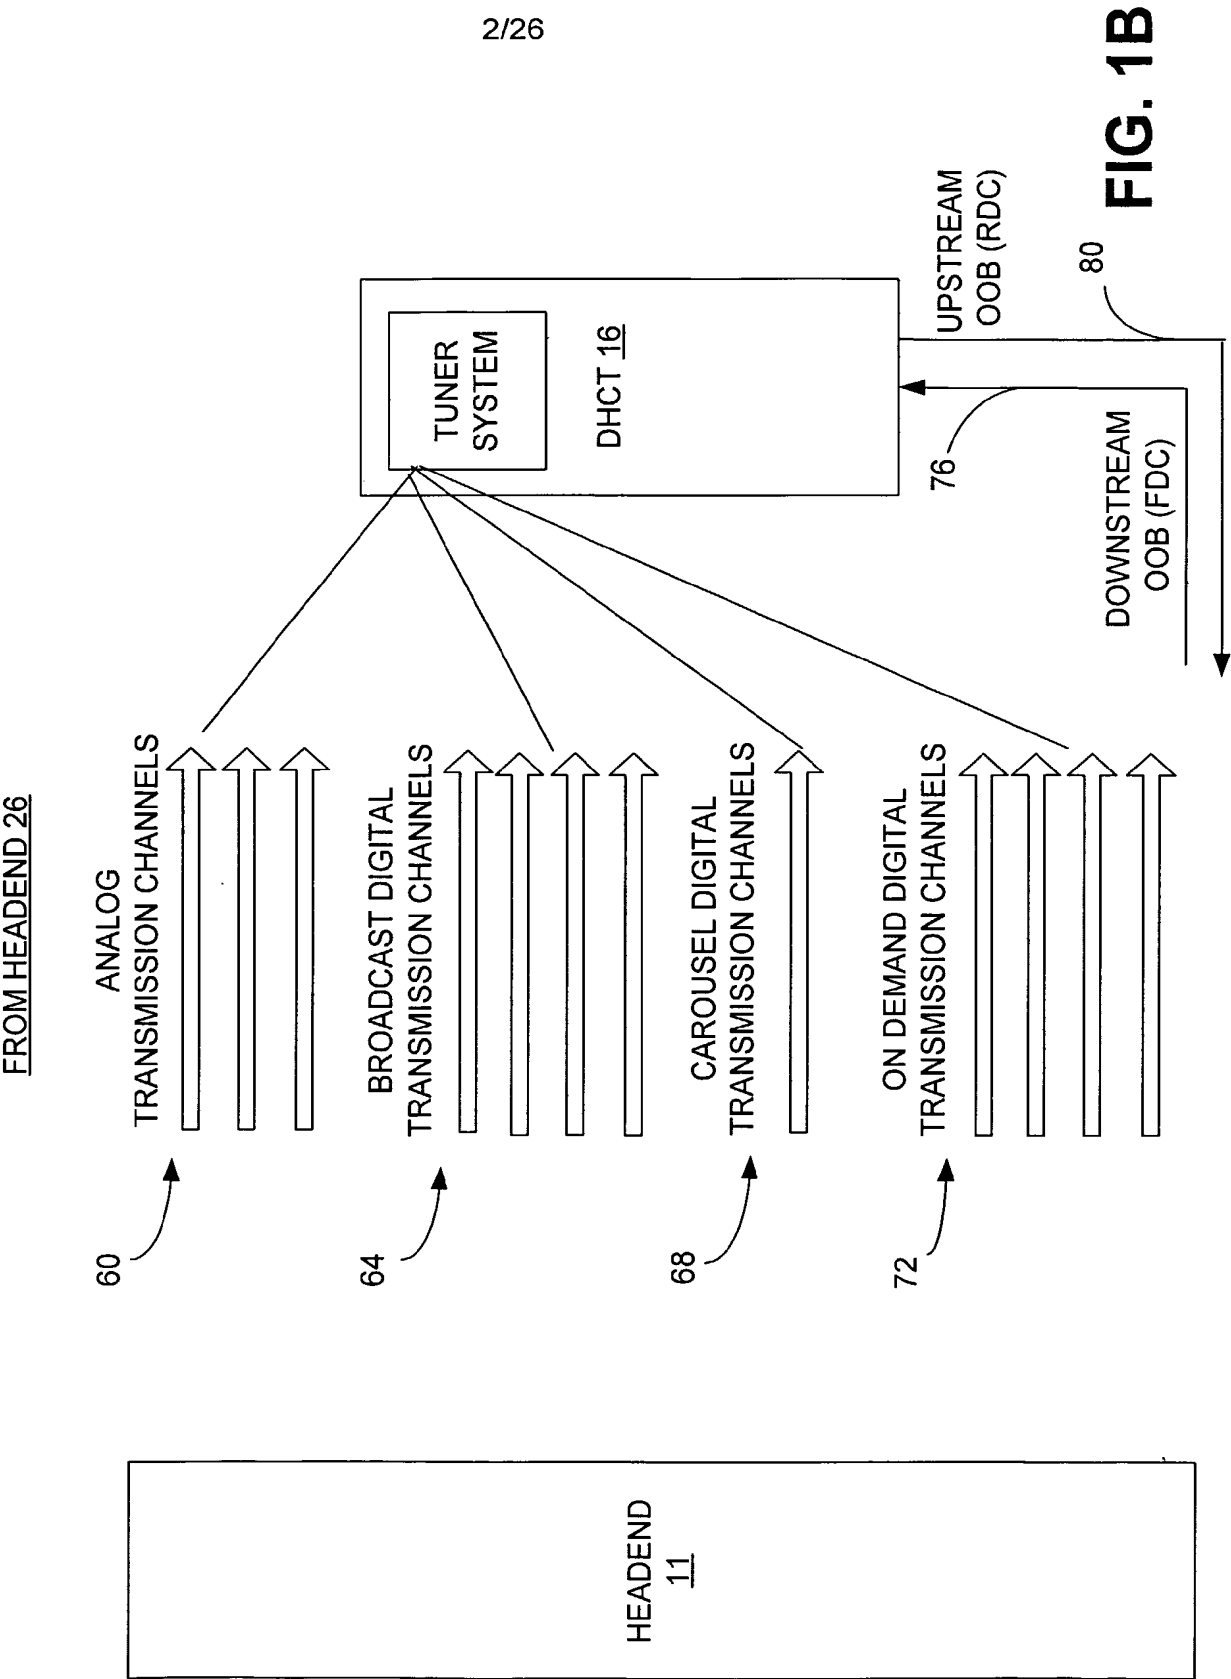 2/26
FROM HEADEND 26
ANALOG
TRANSMISSION CHANNELS
60
BROADCAST DIGITAL
TRANSMISSION CHANNELS
64
CAROUSEL DIGITAL
TRANSMISSION CHANNELS
68
ON DEMAND DIGITAL
TRANSMISSION CHANNELS
72
HEADEND
11
TUNER
SYSTEM
DHCT 16
UPSTREAM
OOB (RDC)
80
76
DOWNSTREAM
OOB (FDC)
FIG. 1B